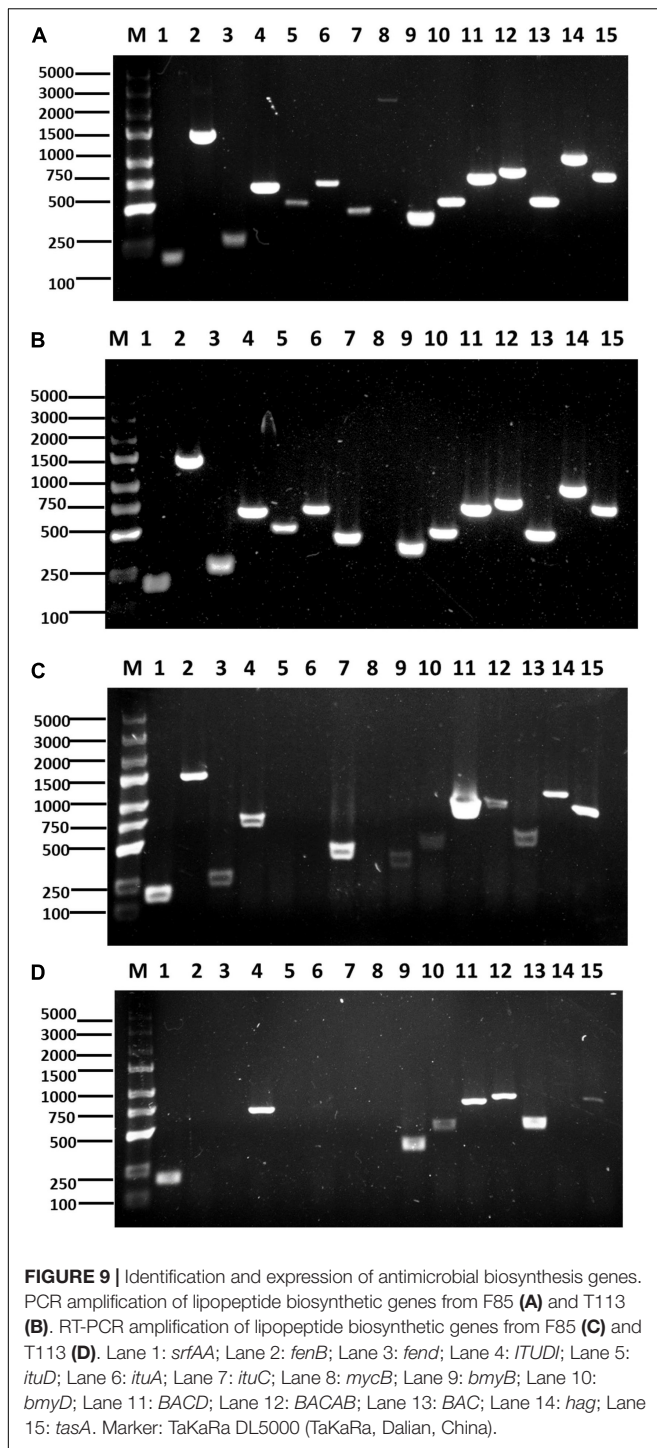 A
M 1 2 3 4 5 6 7 8 9 10 11 12 13 14 15
5000
3000
2000
1500
1000
750
500
250
100
B
M 1 2 3 4 5 6 7 8 9 10 11 12 13 14 15
5000
3000
2000
1500
1000
750
500
250
100
C
M 1 2 3 4 5 6 7 8 9 10 11 12 13 14 15
5000
3000
2000
1500
1000
750
500
250
100
D
M 1 2 3 4 5 6 7 8 9 10 11 12 13 14 15
5000
3000
2000
1500
1000
750
500
250
100
FIGURE 9 | Identification and expression of antimicrobial biosynthesis genes.
PCR amplification of lipopeptide biosynthetic genes from F85 (A) and T113
(B). RT-PCR amplification of lipopeptide biosynthetic genes from F85 (C) and
T113 (D). Lane 1: srfAA; Lane 2: fenB; Lane 3: fend; Lane 4: ITUDI; Lane 5:
ituD; Lane 6: ituA; Lane 7: ituC; Lane 8: mycB; Lane 9: bmyB; Lane 10:
bmyD; Lane 11: BACD; Lane 12: BACAB; Lane 13: BAC; Lane 14: hag; Lane
15: tasA. Marker: TaKaRa DL5000 (TaKaRa, Dalian, China).